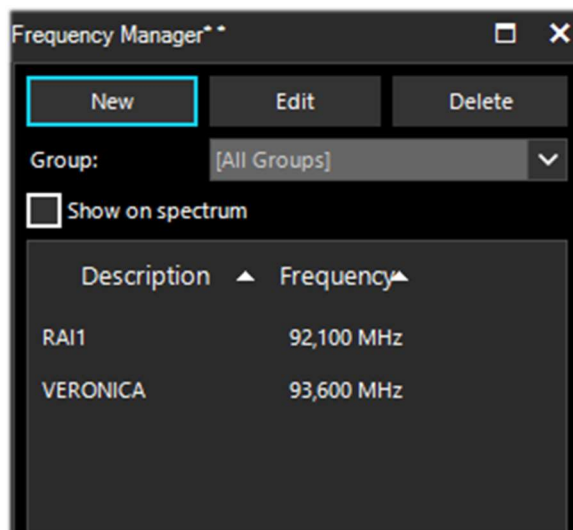 Frequency Manager**
New Edit Delete
Group: [All Groups]
Show on spectrum
Description Frequency
RAI1 92,100 MHz
VERONICA 93,600 MHz